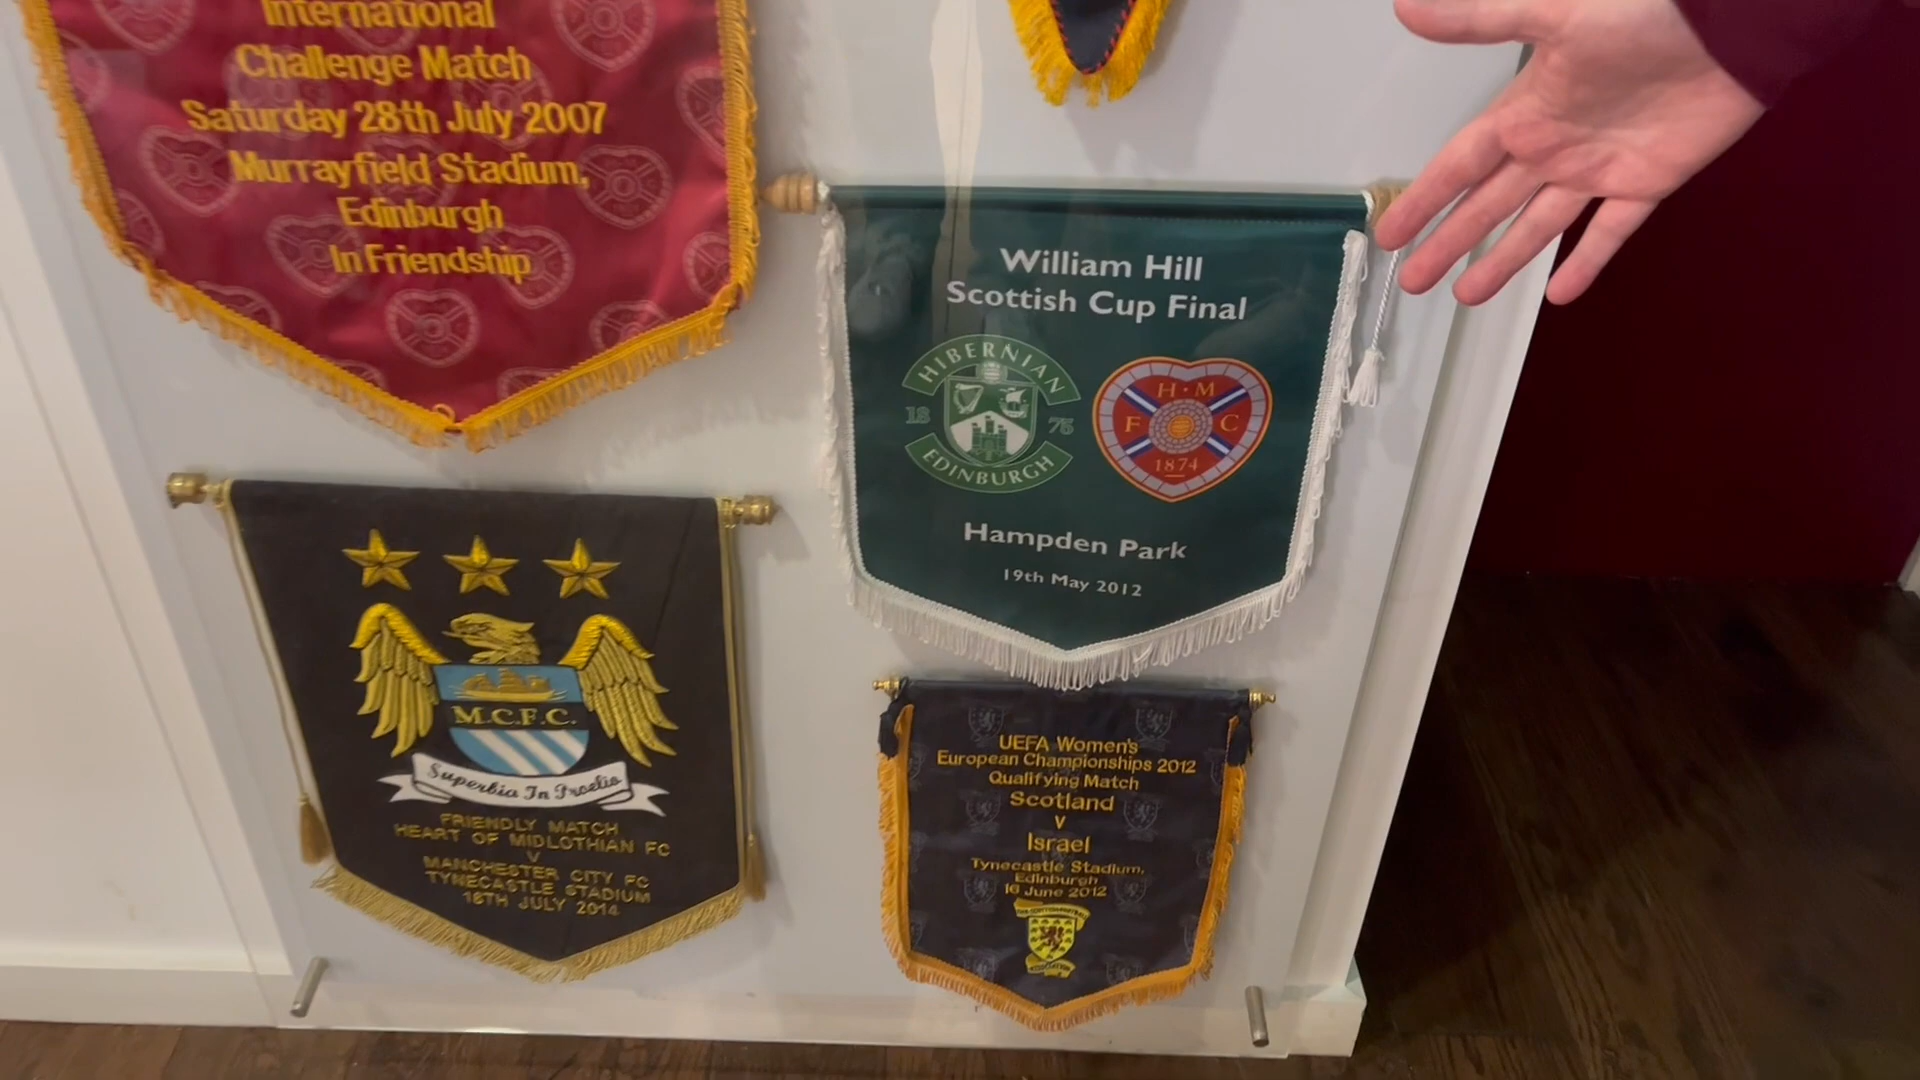 International
Challenge Match
Saturday 28th July 2007
Murrayfield Stadium,
Edinburgh
In Friendship
William Hill
Scottish Cup Final
HIBERNIAN
18 75
EDINBURGH
H·M
F C
1874
Hampden Park
19th May 2012
M.C.F.C.
Superbia In Proelio
FRIENDLY MATCH
HEART OF MIDLOTHIAN FC
V
MANCHESTER CITY FC
TYNECASTLE STADIUM
18TH JULY 2014
UEFA Women's
European Championships 2012
Qualifying Match
Scotland
v
Israel
Tynecastle Stadium,
Edinburgh
16 June 2012
ASSOCIATION